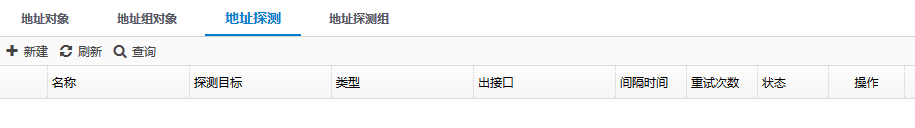 地址对象 地址组对象 地址探测 地址探测组
新建 刷新 查询
名称 探测目标 类型 出接口 间隔时间 重试次数 状态 操作